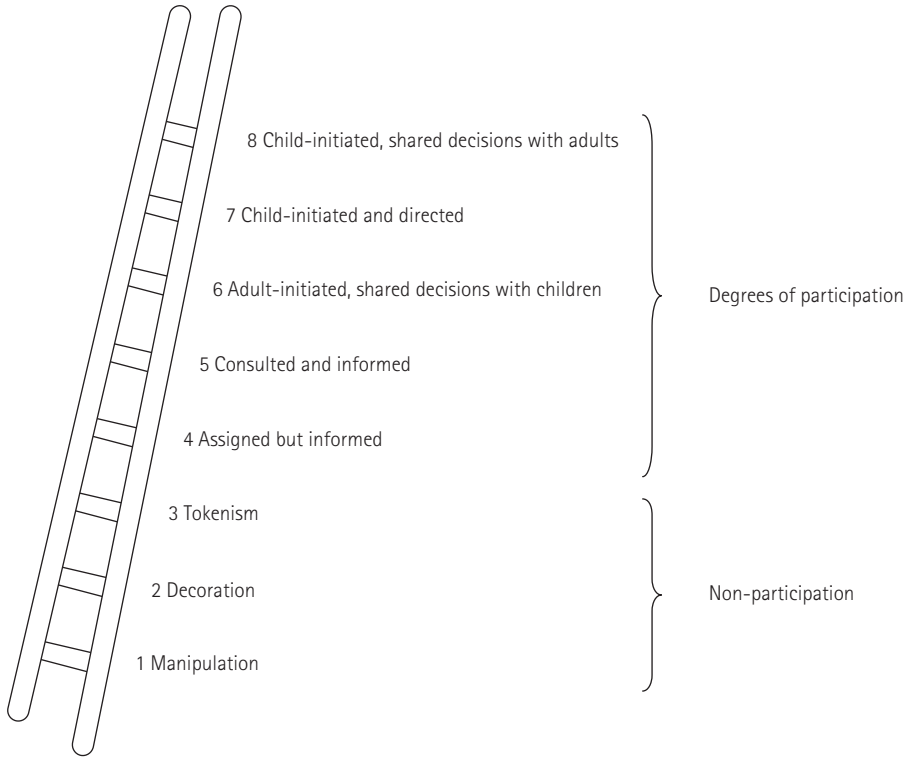 8 Child-initiated, shared decisions with adults
7 Child-initiated and directed
6 Adult-initiated, shared decisions with children
Degrees of participation
5 Consulted and informed
4 Assigned but informed
3 Tokenism
2 Decoration
Non-participation
1 Manipulation